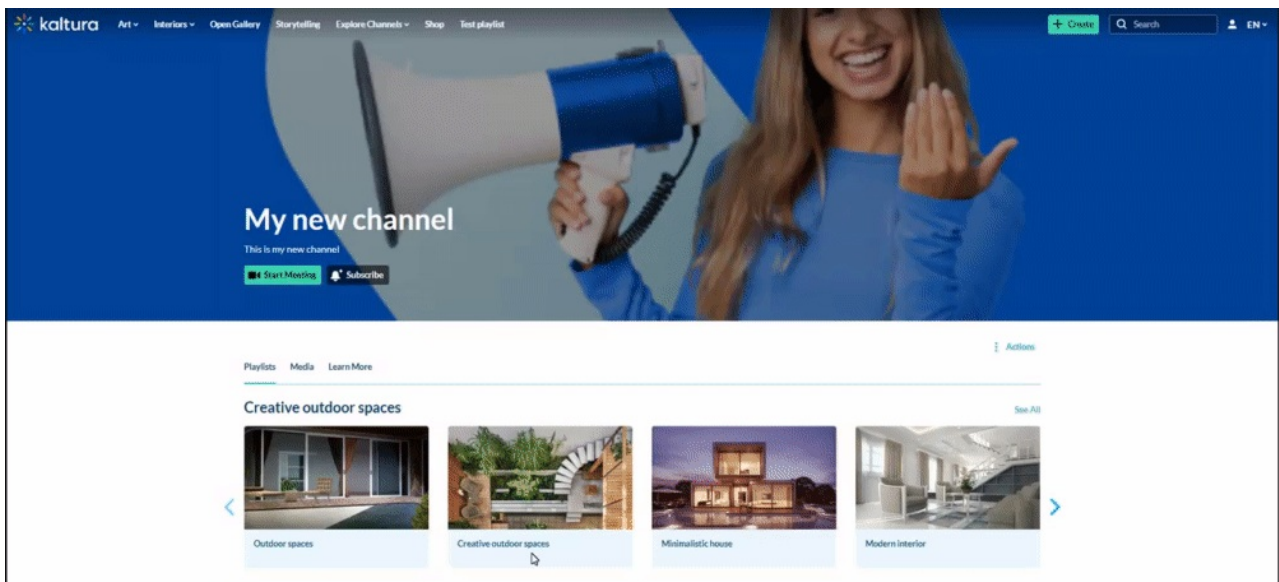 kaltura Art Interiors Open Gallery Storytelling Explore Channels Shop Test playlist + Create Search EN
My new channel
This is my new channel
Start Meeting Subscribe
Actions
Playlists Media Learn More
Creative outdoor spaces See All
Outdoor spaces Creative outdoor spaces Minimalistic house Modern interior